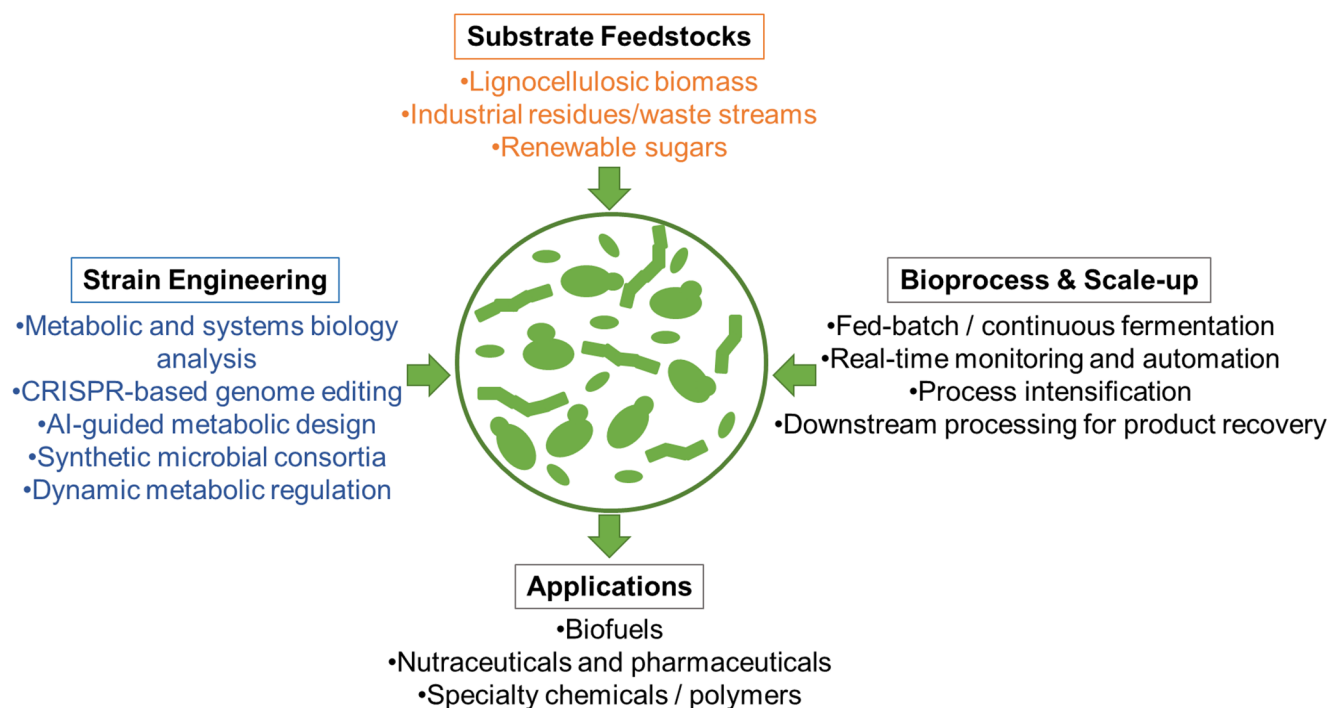 Substrate Feedstocks
•Lignocellulosic biomass
•Industrial residues/waste streams
•Renewable sugars
Strain Engineering
•Metabolic and systems biology
analysis
•CRISPR-based genome editing
•AI-guided metabolic design
•Synthetic microbial consortia
•Dynamic metabolic regulation
Bioprocess & Scale-up
•Fed-batch / continuous fermentation
•Real-time monitoring and automation
•Process intensification
•Downstream processing for product recovery
Applications
•Biofuels
•Nutraceuticals and pharmaceuticals
•Specialty chemicals / polymers